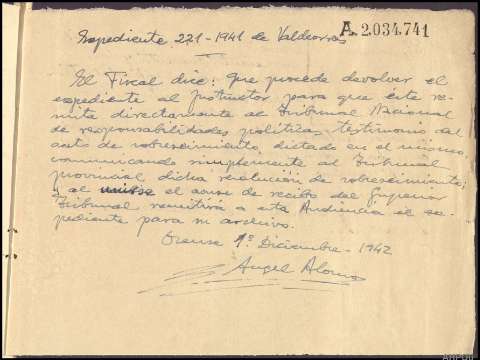 A. 2.034.741
Expediente 221-1941 de Valdeorras
El Fiscal dice: que procede devolver el
expediente al Instructor para que éste re-
mita directamente al Tribunal Nacional
de responsabilidades políticas, testimonio del
auto de sobreseimiento, dictado en el mismo,
comunicando simplemente al Tribunal
provincial dicha resolución de sobreseimiento;
y al unirse el acuse de recibo del Superior
Tribunal remitirá a esta Audiencia el ex-
pediente para su archivo.
Orense 1º Diciembre - 1942
Angel Alonso